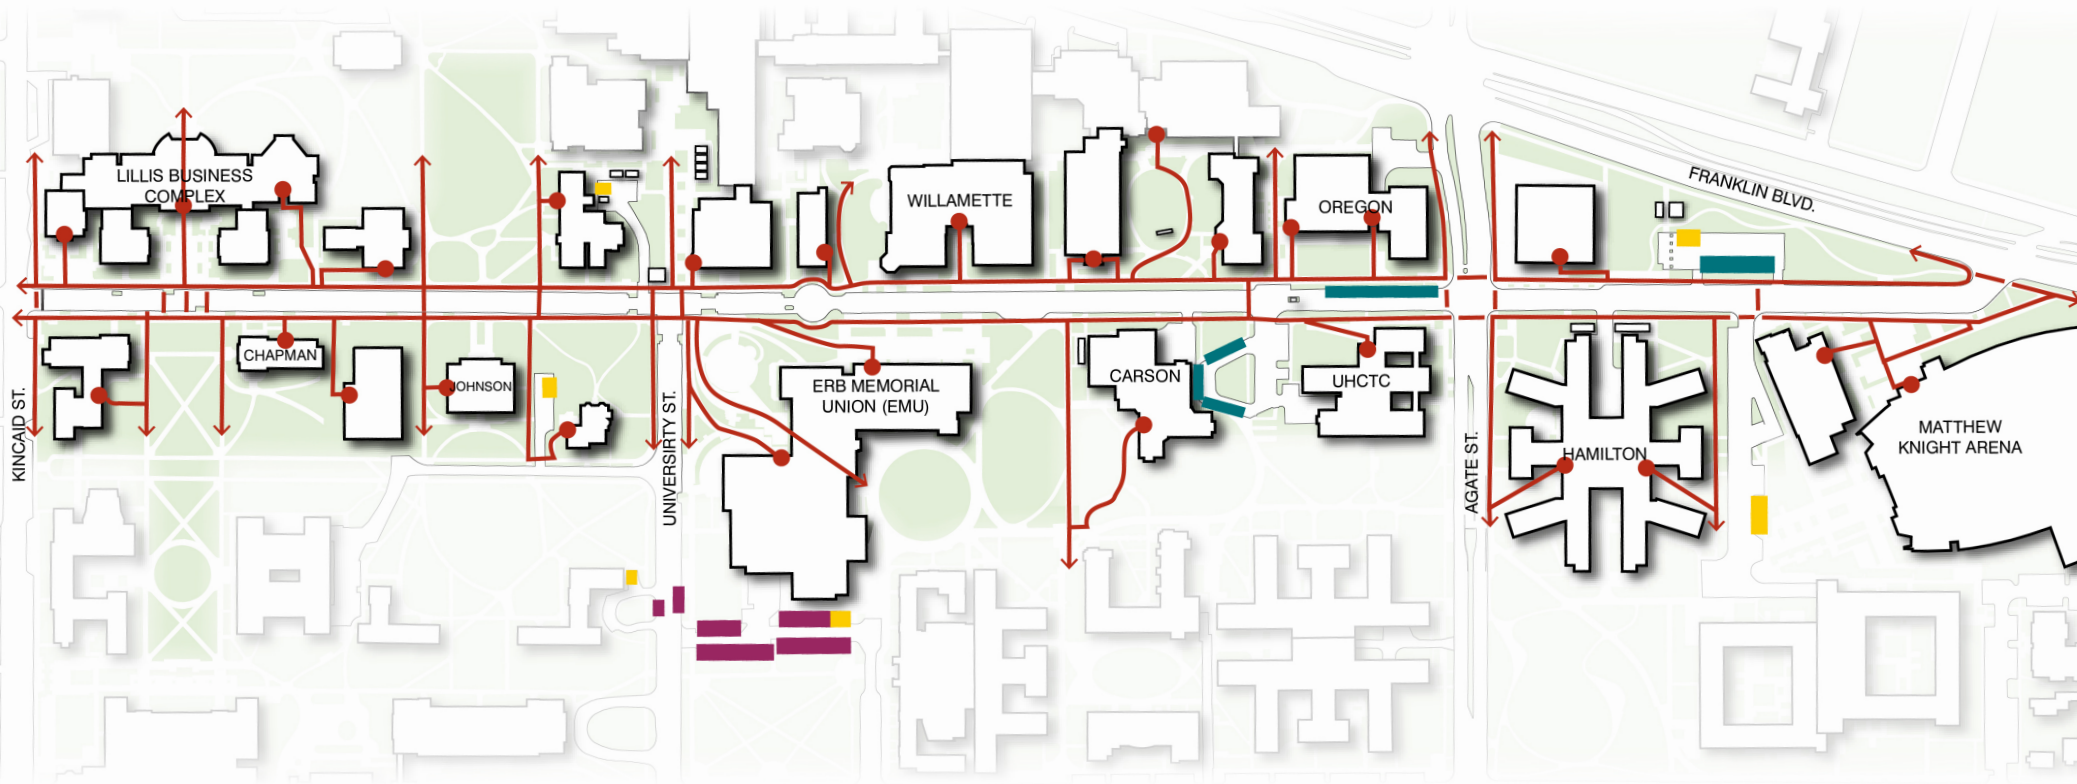 LILLIS BUSINESS
COMPLEX
WILLAMETTE
OREGON
FRANKLIN BLVD.
CHAPMAN
JOHNSON
ERB MEMORIAL
UNION (EMU)
CARSON
UHCTC
HAMILTON
MATTHEW
KNIGHT ARENA
KINCAID ST.
UNIVERSIRTY ST.
AGATE ST.